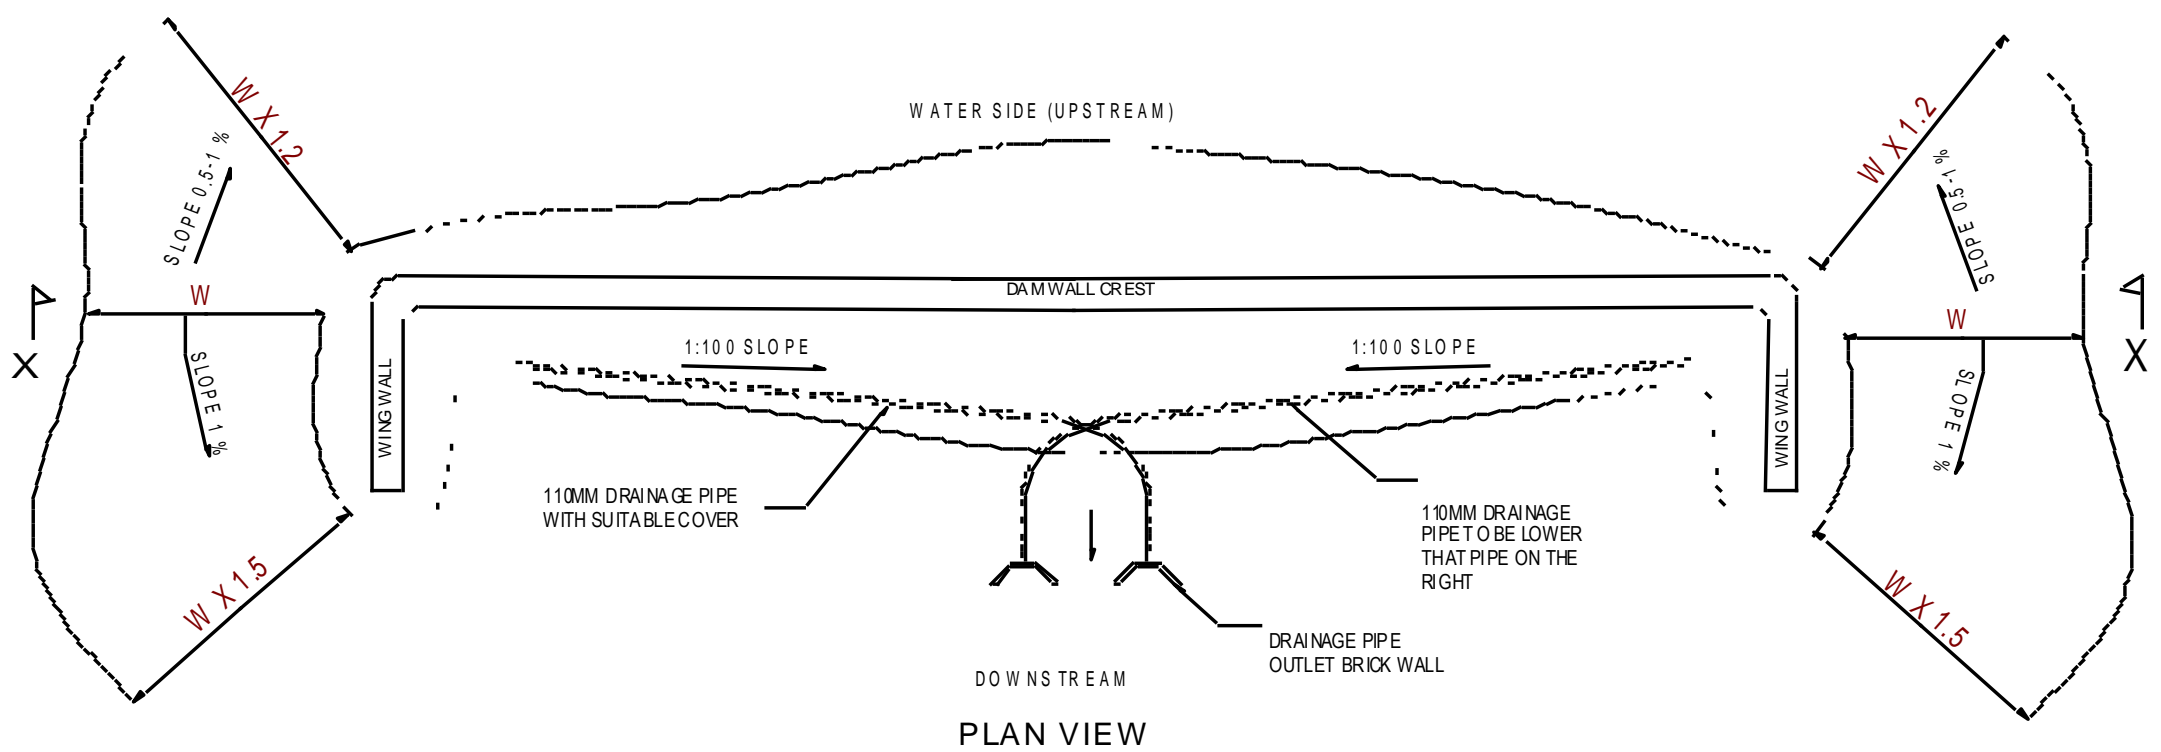 WATER SIDE (UPSTREAM)
W X 1.2
W X 1.2
SLOPE 0.5-1 %
SLOPE 0.5-1 %
W
DAM WALL CREST
W
X
X
SLOPE 1 %
1:100 SLOPE
1:100 SLOPE
SLOPE 1 %
WING WALL
WING WALL
110MM DRAINAGE PIPE
WITH SUITABLE COVER
110MM DRAINAGE
PIPE TO BE LOWER
THAT PIPE ON THE
RIGHT
W X 1.5
W X 1.5
DRAINAGE PIPE
OUTLET BRICK WALL
DOWNSTREAM
PLAN VIEW